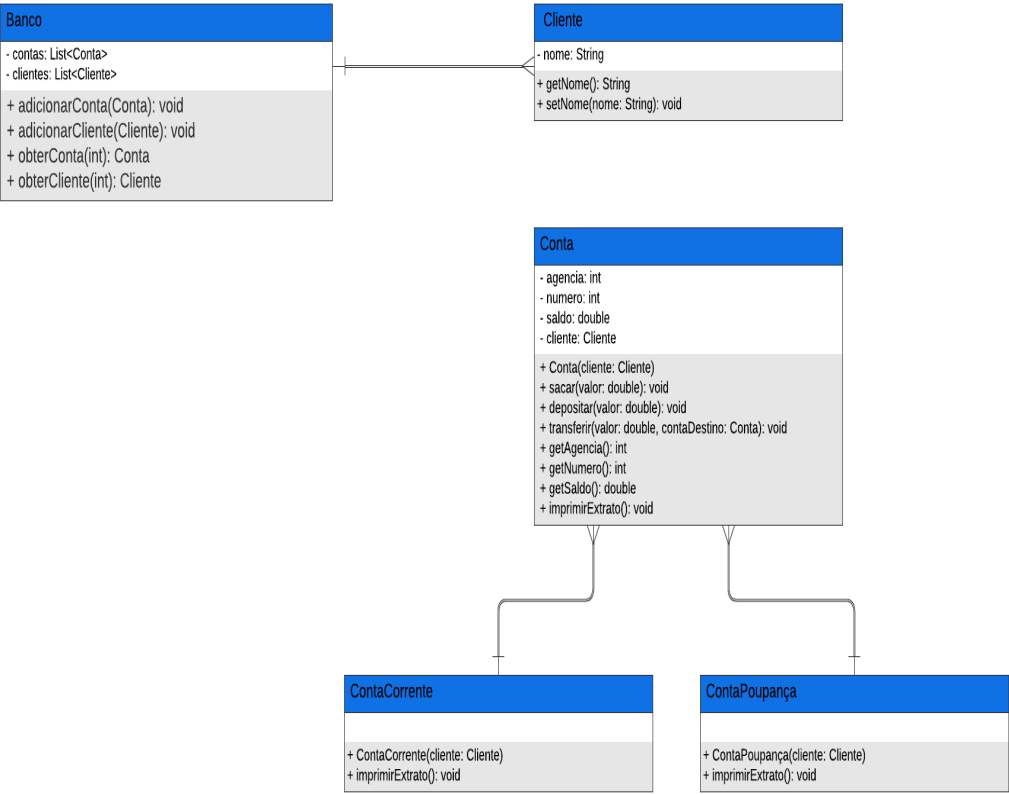 Banco
- contas: List<Conta>
- clientes: List<Cliente>
+ adicionarConta(Conta): void
+ adicionarCliente(Cliente): void
+ obterConta(int): Conta
+ obterCliente(int): Cliente
Cliente
- nome: String
+ getNome(): String
+ setNome(nome: String): void
Conta
- agencia: int
- numero: int
- saldo: double
- cliente: Cliente
+ Conta(cliente: Cliente)
+ sacar(valor: double): void
+ depositar(valor: double): void
+ transferir(valor: double, contaDestino: Conta): void
+ getAgencia(): int
+ getNumero(): int
+ getSaldo(): double
+ imprimirExtrato(): void
ContaCorrente
+ ContaCorrente(cliente: Cliente)
+ imprimirExtrato(): void
ContaPoupança
+ ContaPoupança(cliente: Cliente)
+ imprimirExtrato(): void